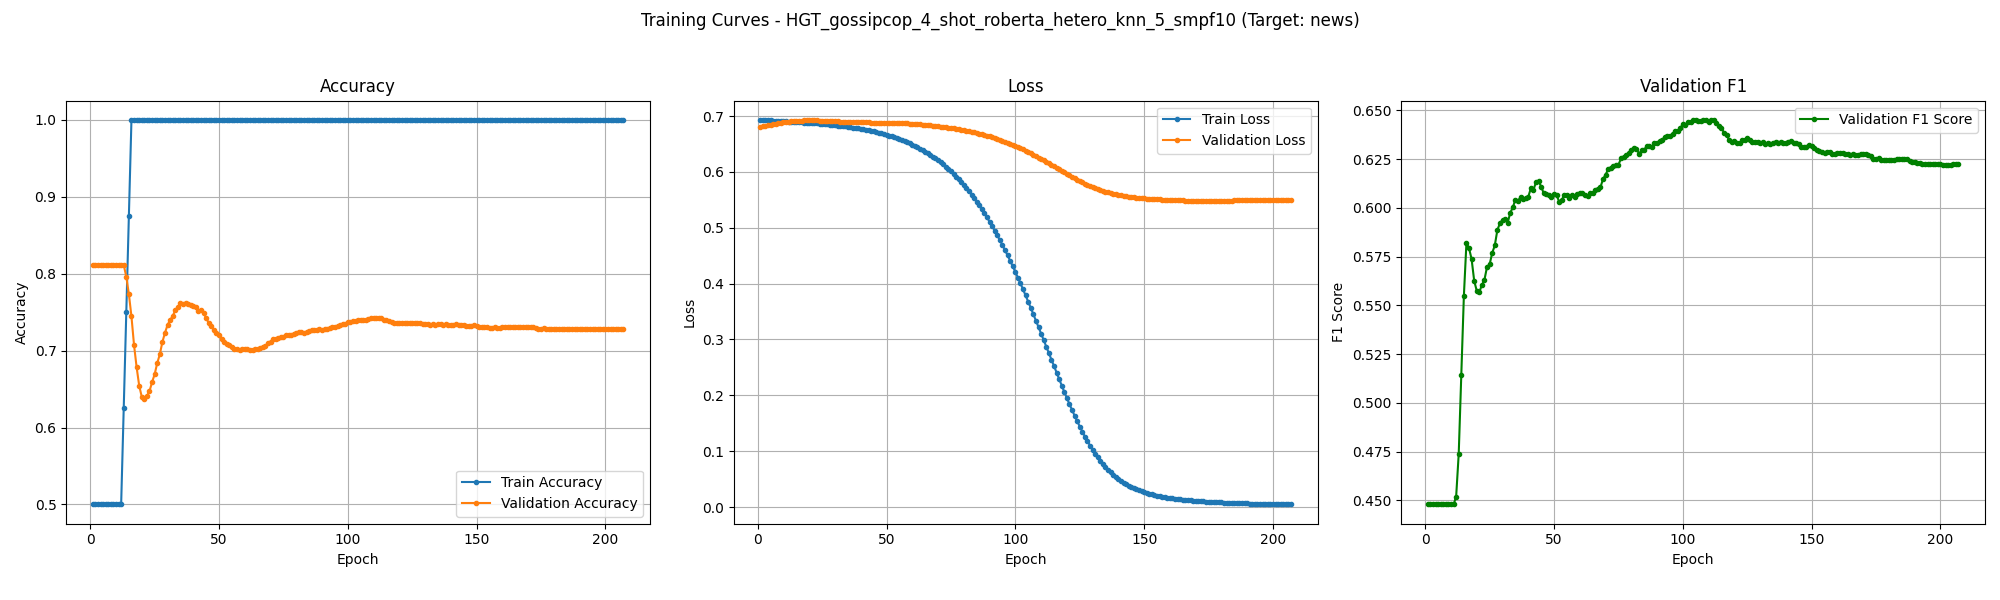 Training Curves - HGT_gossipcop_4_shot_roberta_hetero_knn_5_smpf10 (Target: news)
Accuracy
1.0
0.9
0.8
0.7
0.6
0.5
Accuracy
Train Accuracy
Validation Accuracy
0 50 100 150 200
Epoch
Loss
0.7
0.6
0.5
0.4
0.3
0.2
0.1
0.0
Loss
Train Loss
Validation Loss
0 50 100 150 200
Epoch
Validation F1
0.650
0.625
0.600
0.575
0.550
0.525
0.500
0.475
0.450
F1 Score
Validation F1 Score
0 50 100 150 200
Epoch